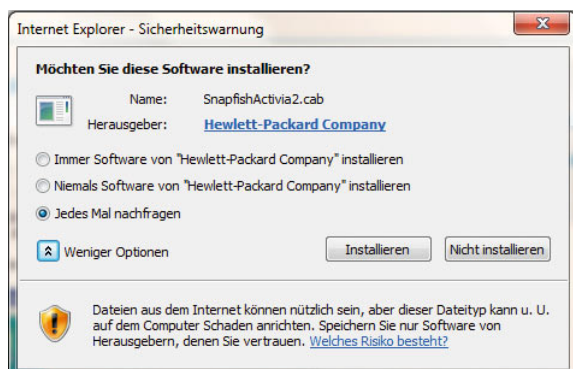 Internet Explorer - Sicherheitswarnung
Möchten Sie diese Software installieren?
Name: SnapfishActivia2.cab
Herausgeber: Hewlett-Packard Company
Immer Software von "Hewlett-Packard Company" installieren
Niemals Software von "Hewlett-Packard Company" installieren
Jedes Mal nachfragen
Weniger Optionen Installieren Nicht installieren
Dateien aus dem Internet können nützlich sein, aber dieser Dateityp kann u. U.
auf dem Computer Schaden anrichten. Speichern Sie nur Software von
Herausgebern, denen Sie vertrauen. Welches Risiko besteht?